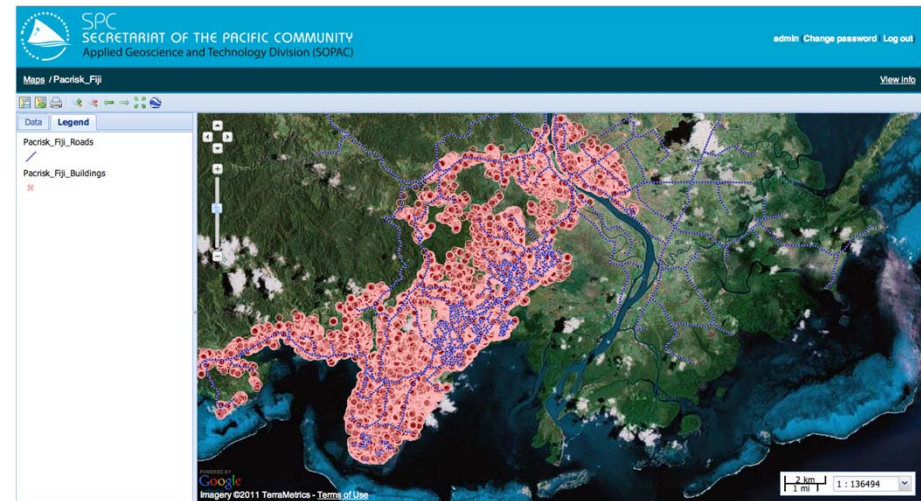 SPC
SECRETARIAT OF THE PACIFIC COMMUNITY
Applied Geoscience and Technology Division (SOPAC)
admin Change password Log out
Maps / Pacrisk_Fiji
View info
Data Legend
Pacrisk_Fiji_Roads
Pacrisk_Fiji_Buildings
POWERED BY
Google
Imagery ©2011 TerraMetrics - Terms of Use
2 km
1 mi
1 : 136494